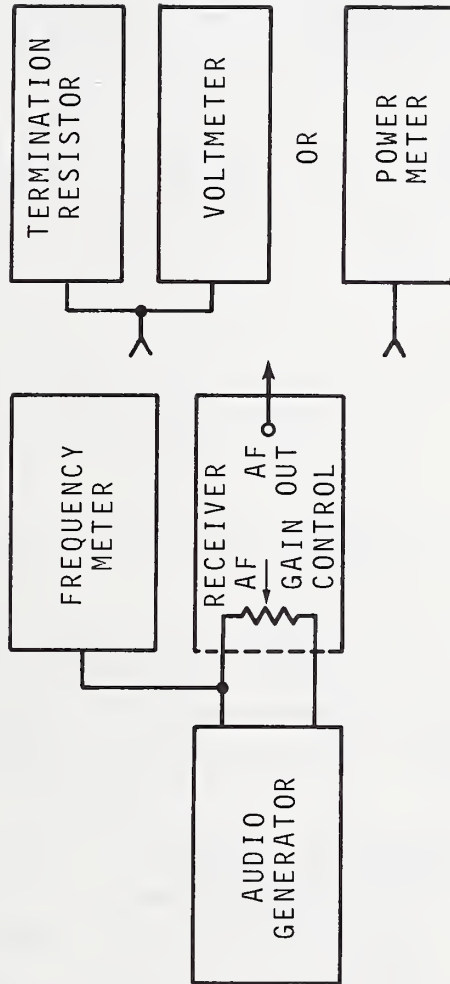 TERMINATION
RESISTOR
VOLTMETER
OR
POWER
METER
FREQUENCY
METER
RECEIVER
AF AF
GAIN OUT
CONTROL
AUDIO
GENERATOR